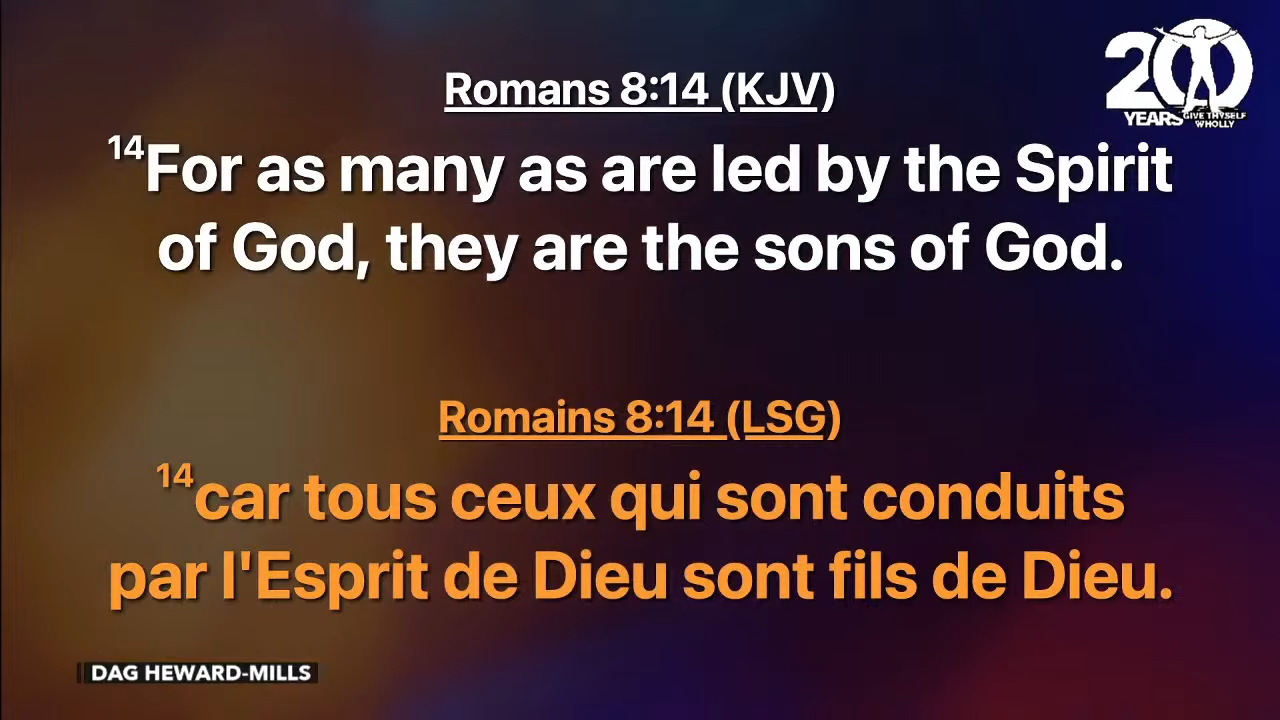 Romans 8:14 (KJV)
14For as many as are led by the Spirit
of God, they are the sons of God.
Romains 8:14 (LSG)
14car tous ceux qui sont conduits
par l'Esprit de Dieu sont fils de Dieu.
DAG HEWARD-MILLS
200
YEARS
GIVE THYSELF
WHOLLY